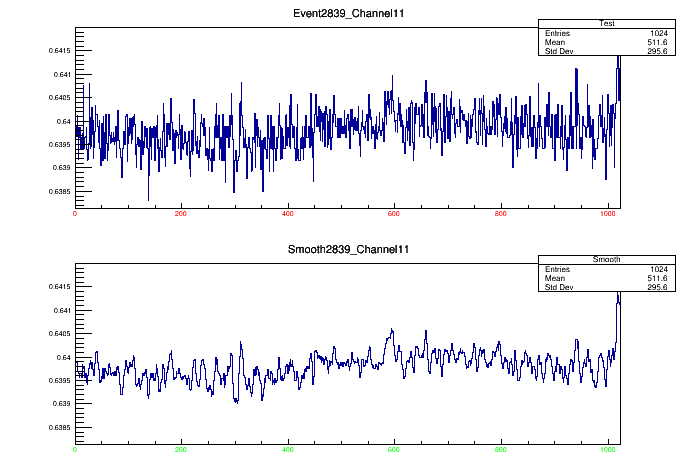 Event2839_Channel11
Test
Entries 1024
Mean 511.6
Std Dev 295.6
0.6415
0.641
0.6405
0.64
0.6395
0.639
0.6385
0 200 400 600 800 1000
Smooth2839_Channel11
Smooth
Entries 1024
Mean 511.6
Std Dev 295.6
0.6415
0.641
0.6405
0.64
0.6395
0.639
0.6385
0 200 400 600 800 1000